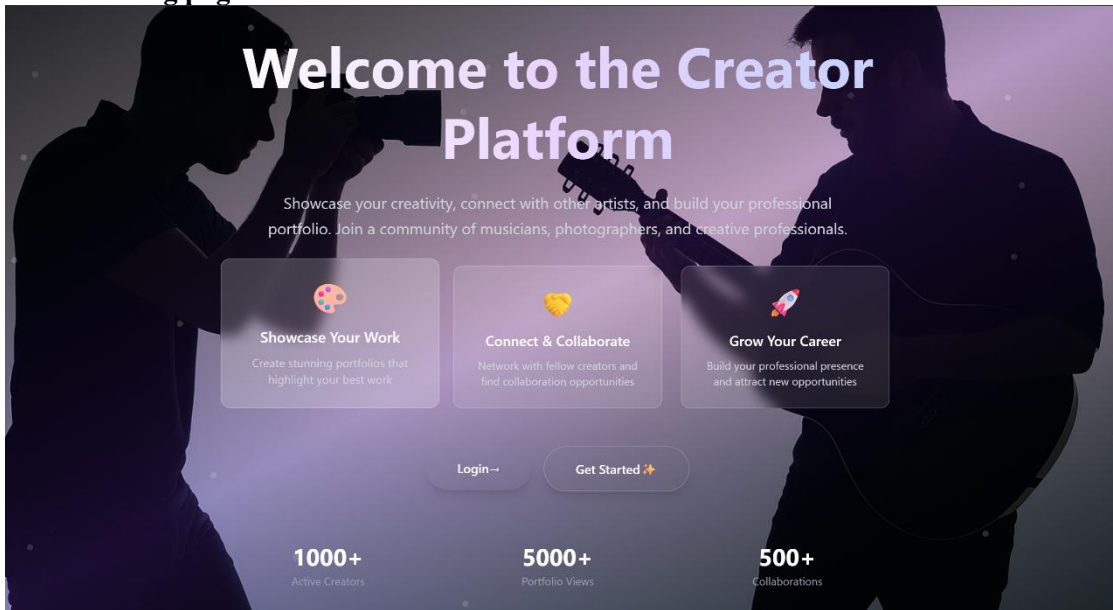 Welcome to the Creator
Platform
Showcase your creativity, connect with other artists, and build your professional
portfolio. Join a community of musicians, photographers, and creative professionals.
Showcase Your Work
Create stunning portfolios that
highlight your best work
Connect & Collaborate
Network with fellow creators and
find collaboration opportunities
Grow Your Career
Build your professional presence
and attract new opportunities
Login→
Get Started ✨
1000+
Active Creators
5000+
Portfolio Views
500+
Collaborations